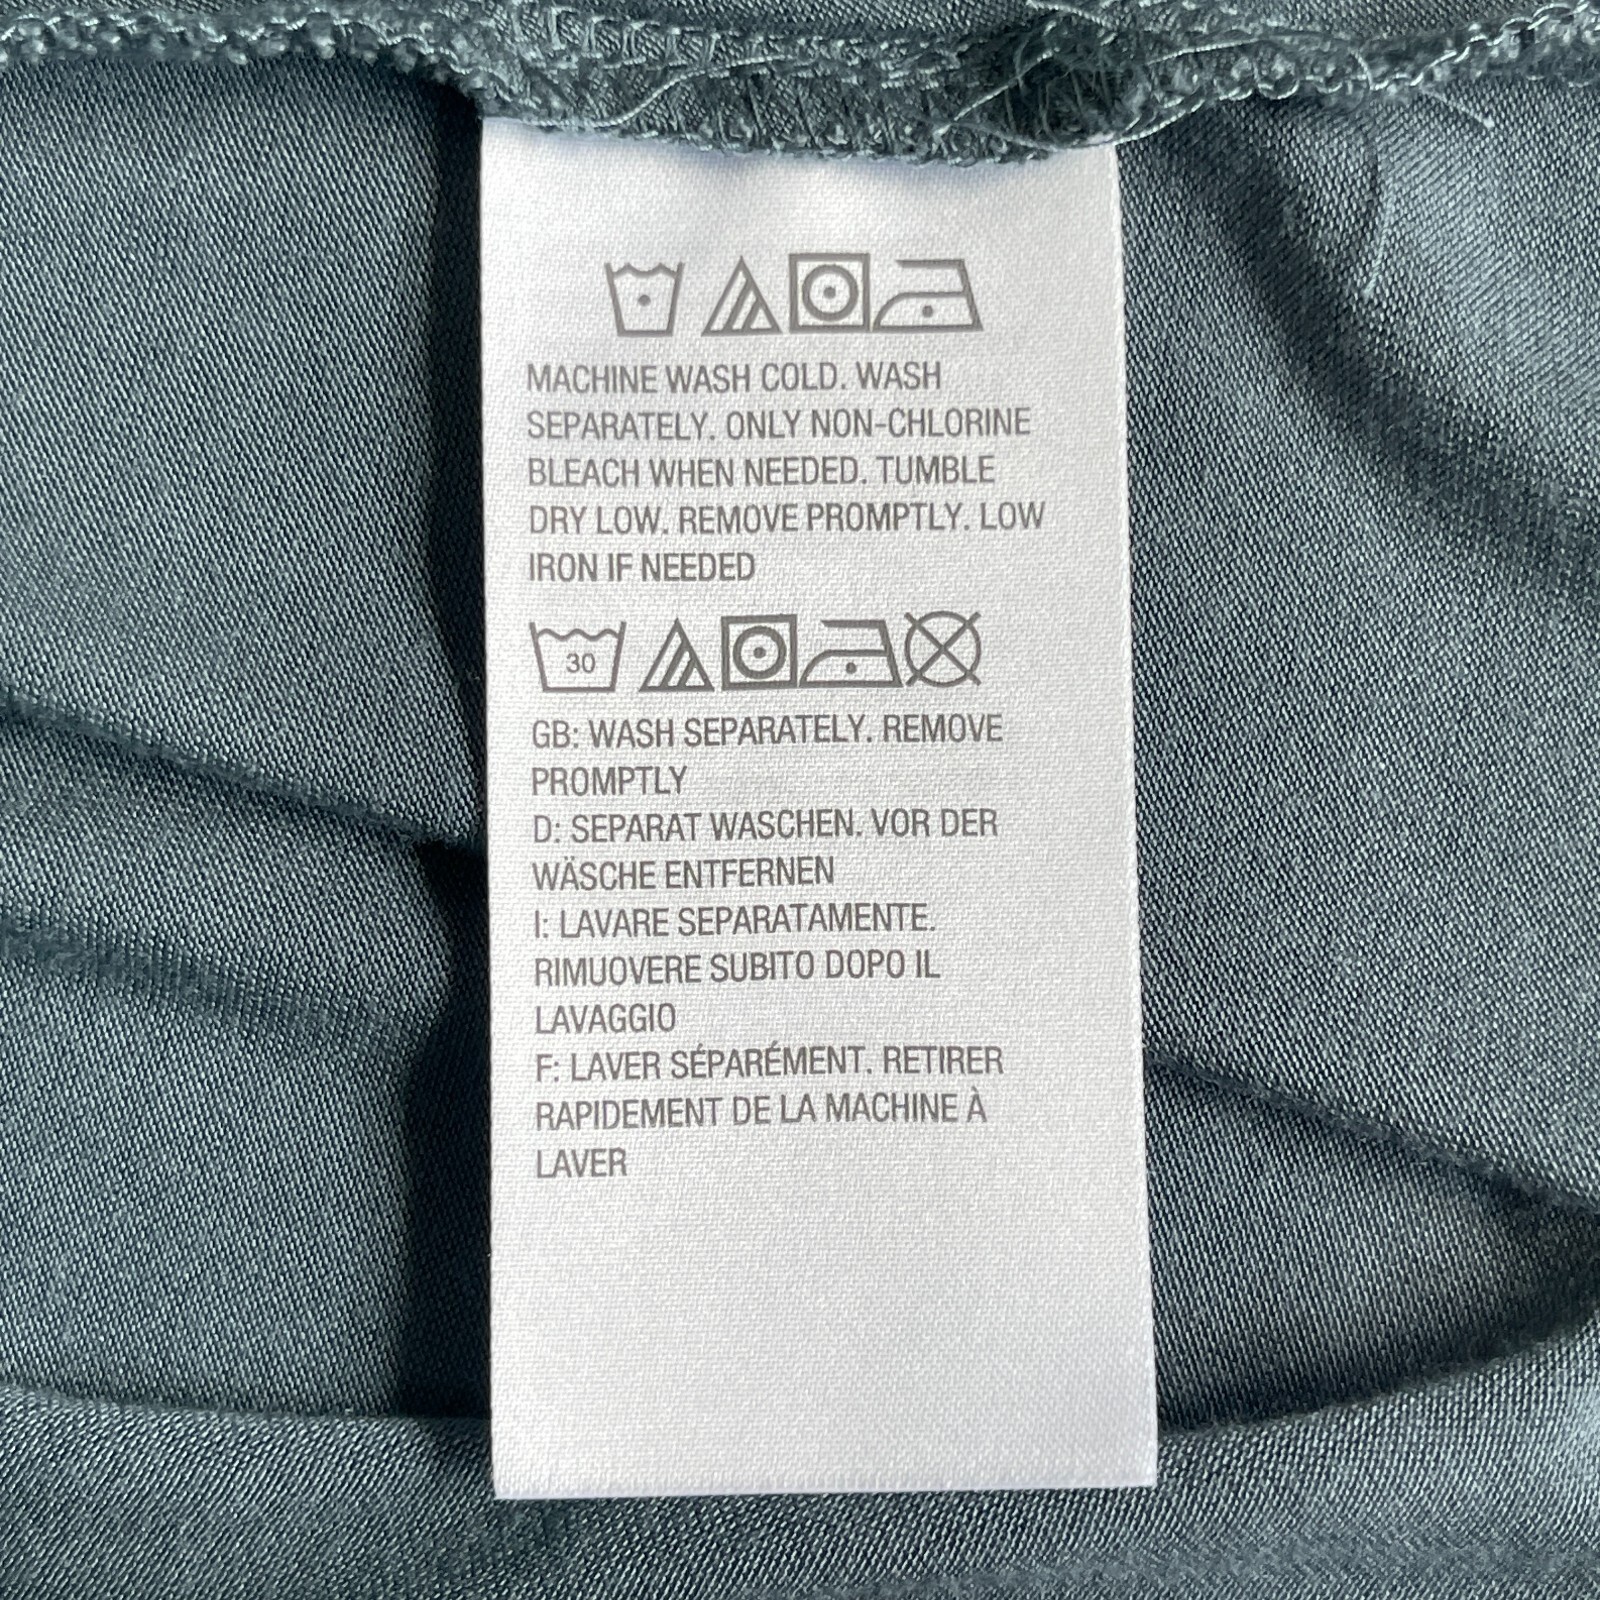 MACHINE WASH COLD. WASH
SEPARATELY. ONLY NON-CHLORINE
BLEACH WHEN NEEDED. TUMBLE
DRY LOW. REMOVE PROMPTLY. LOW
IRON IF NEEDED
30
GB: WASH SEPARATELY. REMOVE
PROMPTLY
D: SEPARAT WASCHEN. VOR DER
WÄSCHE ENTFERNEN
I: LAVARE SEPARATAMENTE.
RIMUOVERE SUBITO DOPO IL
LAVAGGIO
F: LAVER SÉPARÉMENT. RETIRER
RAPIDEMENT DE LA MACHINE À
LAVER